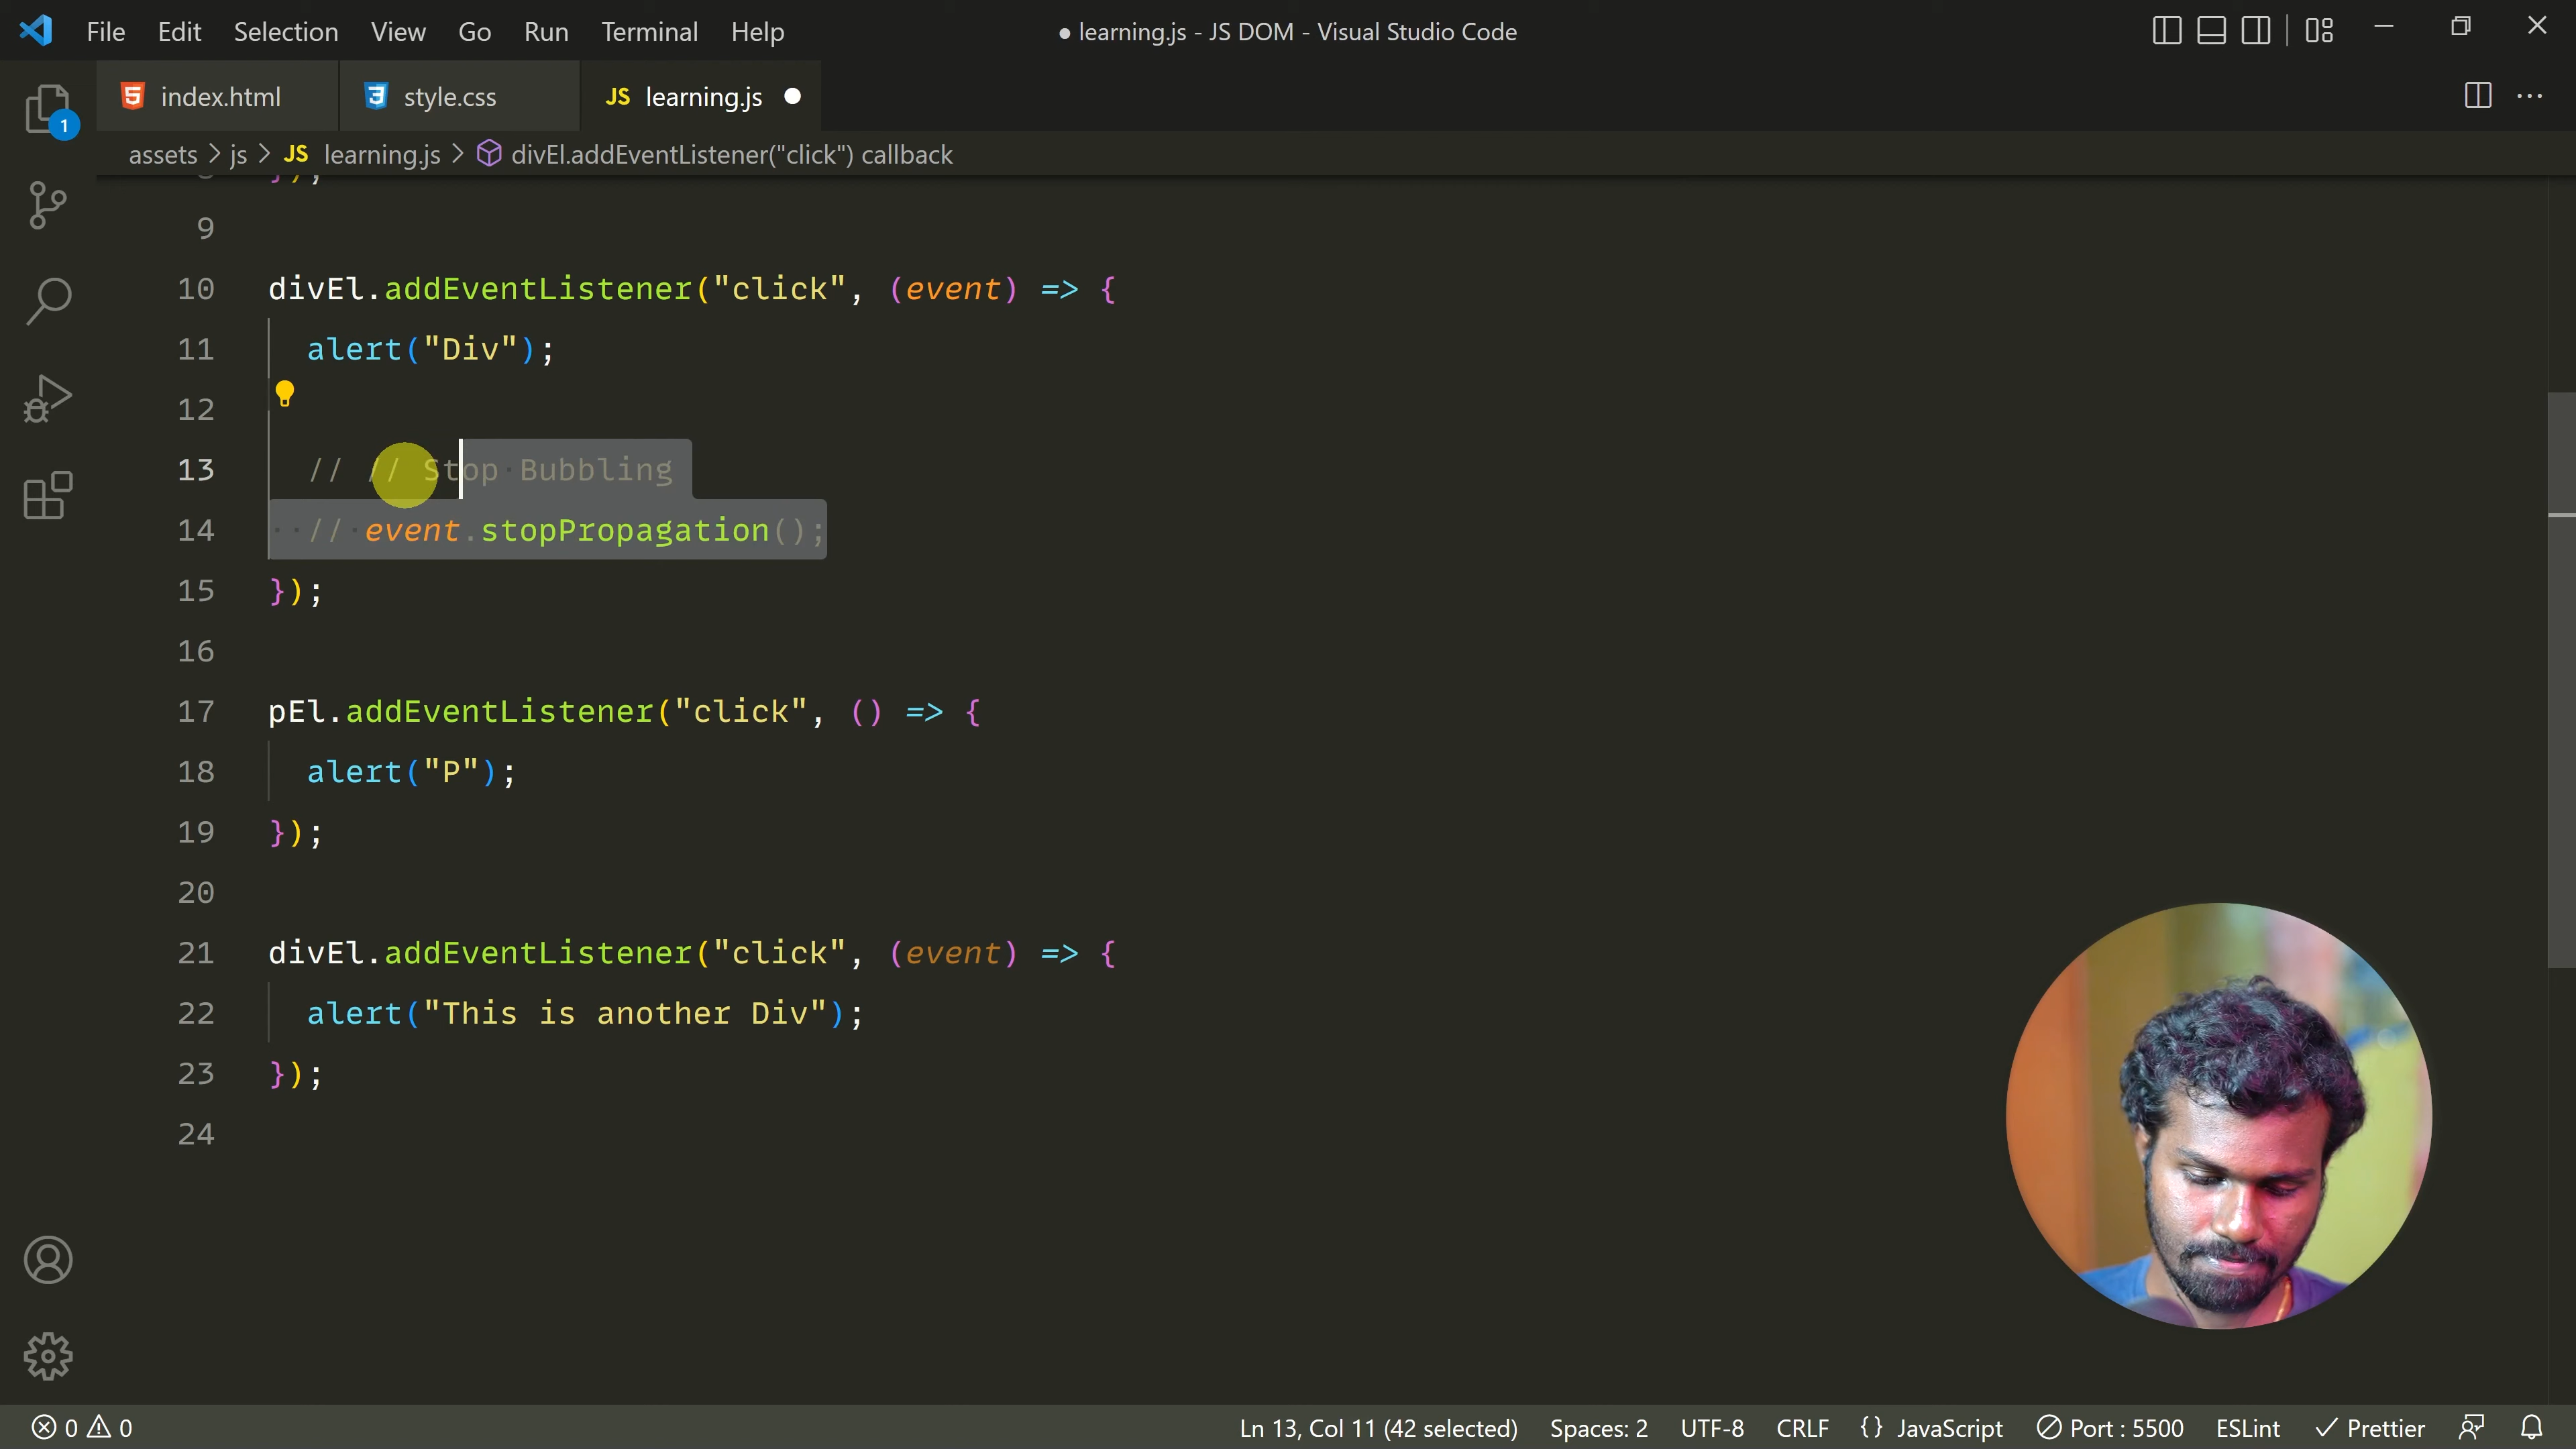 File Edit Selection View Go Run Terminal Help ● learning.js - JS DOM - Visual Studio Code
index.html style.css JS learning.js ●
assets > js > JS learning.js > divEl.addEventListener("click") callback
1
9
10 divEl.addEventListener("click", (event) => {
11 alert("Div");
12
13 // // Stop Bubbling
14 // event.stopPropagation();
15 });
16
17 pEl.addEventListener("click", () => {
18 alert("P");
19 });
20
21 divEl.addEventListener("click", (event) => {
22 alert("This is another Div");
23 });
24
0 0 Ln 13, Col 11 (42 selected) Spaces: 2 UTF-8 CRLF {} JavaScript Port : 5500 ESLint Prettier